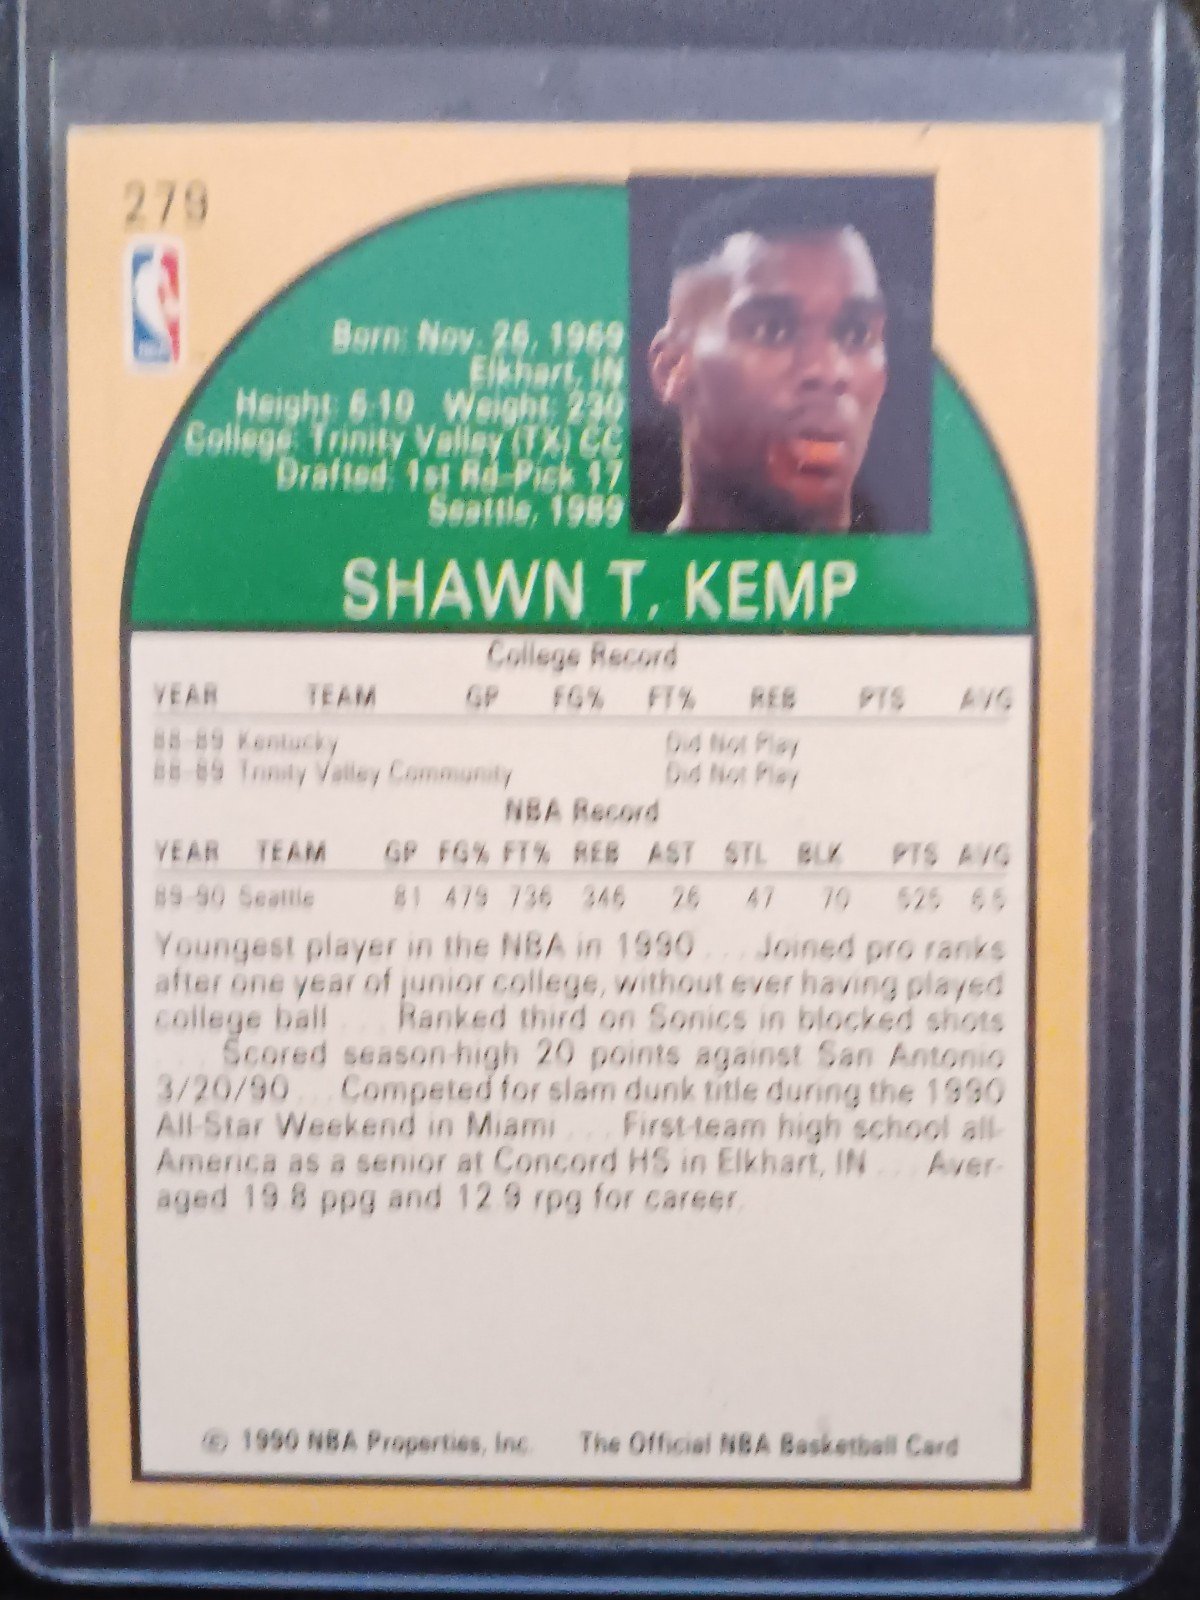 279
Born: Nov. 26, 1969
Elkhart, IN
Height: 6-10 Weight: 230
College: Trinity Valley (TX) CC
Drafted: 1st Rd-Pick 17
Seattle, 1989
SHAWN T. KEMP
College Record
YEAR TEAM GP FG% FT% REB PTS AVG
88-89 Kentucky Did Not Play
88-89 Trinity Valley Community Did Not Play
NBA Record
YEAR TEAM GP FG% FT% REB AST STL BLK PTS AVG
89-90 Seattle 81 .479 .736 346 26 47 70 525 6.5
Youngest player in the NBA in 1990 . . . Joined pro ranks
after one year of junior college, without ever having played
college ball . . . Ranked third on Sonics in blocked shots
. . . Scored season-high 20 points against San Antonio
3/20/90 . . . Competed for slam dunk title during the 1990
All-Star Weekend in Miami . . . First-team high school all-
America as a senior at Concord HS in Elkhart, IN . . . Aver-
aged 19.8 ppg and 12.9 rpg for career.
© 1990 NBA Properties, Inc. The Official NBA Basketball Card